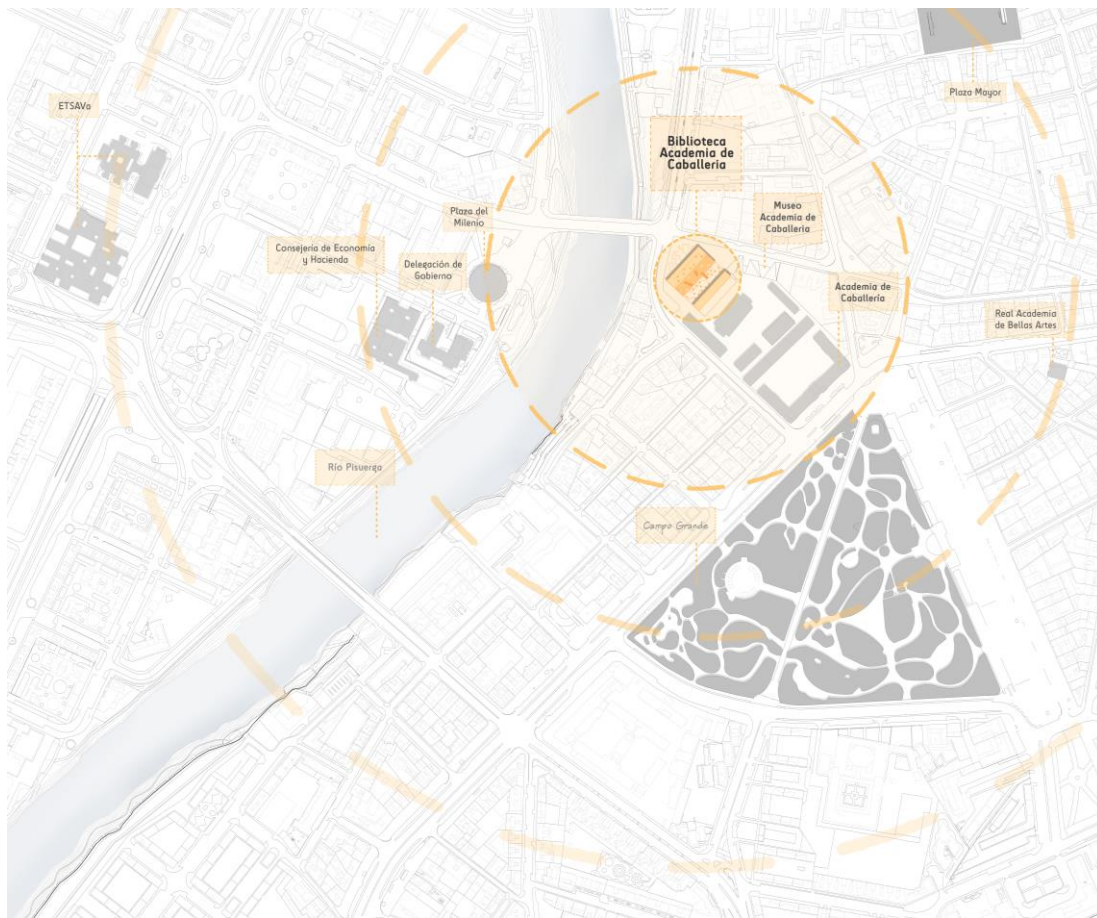 ETSAVa
Plaza Mayor
Biblioteca
Academia de
Caballería
Plaza del
Milenio
Museo
Academia de
Caballería
Consejería de Economía
y Hacienda
Delegación de
Gobierno
Academia de
Caballería
Real Academia
de Bellas Artes
Río Pisuerga
Campo Grande